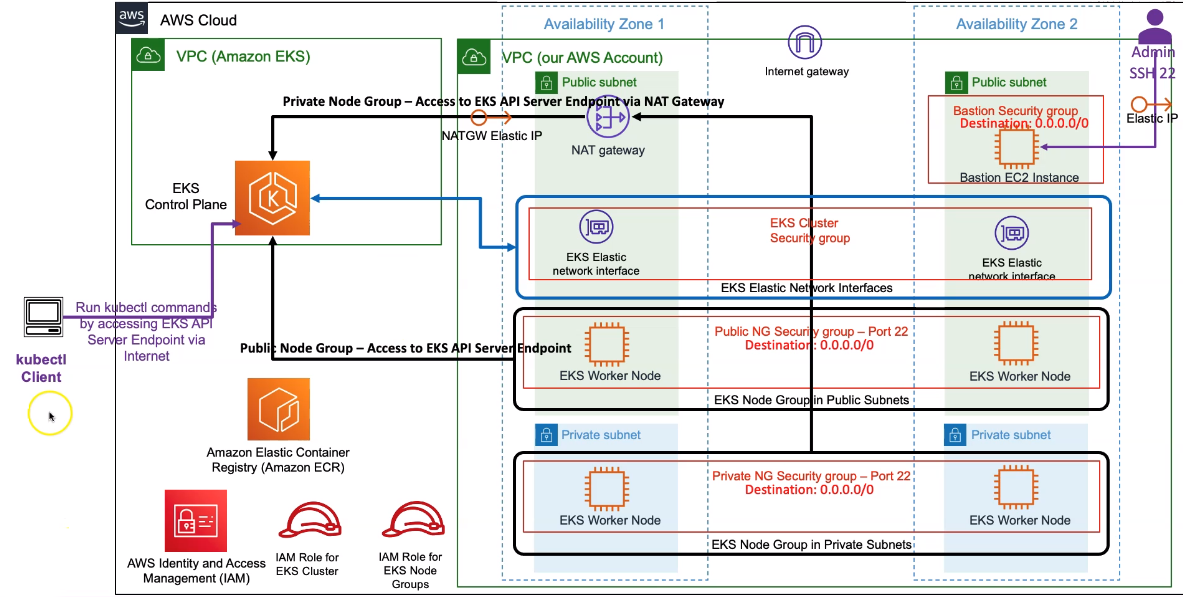 aws
AWS Cloud
Availability Zone 1
Availability Zone 2
VPC (Amazon EKS)
VPC (our AWS Account)
Internet gateway
Admin
SSH 22
Public subnet
Public subnet
Private Node Group – Access to EKS API Server Endpoint via NAT Gateway
NATGW Elastic IP
NAT gateway
Bastion Security group
Destination: 0.0.0.0/0
Elastic IP
Bastion EC2 Instance
EKS
Control Plane
K
EKS Cluster
Security group
EKS Elastic
network interface
EKS Elastic
network interface
EKS Elastic Network Interfaces
Run kubectl commands
by accessing EKS API
Server Endpoint via
Internet
kubectl
Client
Public NG Security group – Port 22
Destination: 0.0.0.0/0
Public Node Group – Access to EKS API Server Endpoint
EKS Worker Node
EKS Worker Node
EKS Node Group in Public Subnets
Private subnet
Private subnet
Amazon Elastic Container
Registry (Amazon ECR)
Private NG Security group – Port 22
Destination: 0.0.0.0/0
EKS Worker Node
EKS Worker Node
EKS Node Group in Private Subnets
AWS Identity and Access
Management (IAM)
IAM Role for
EKS Cluster
IAM Role for
EKS Node
Groups